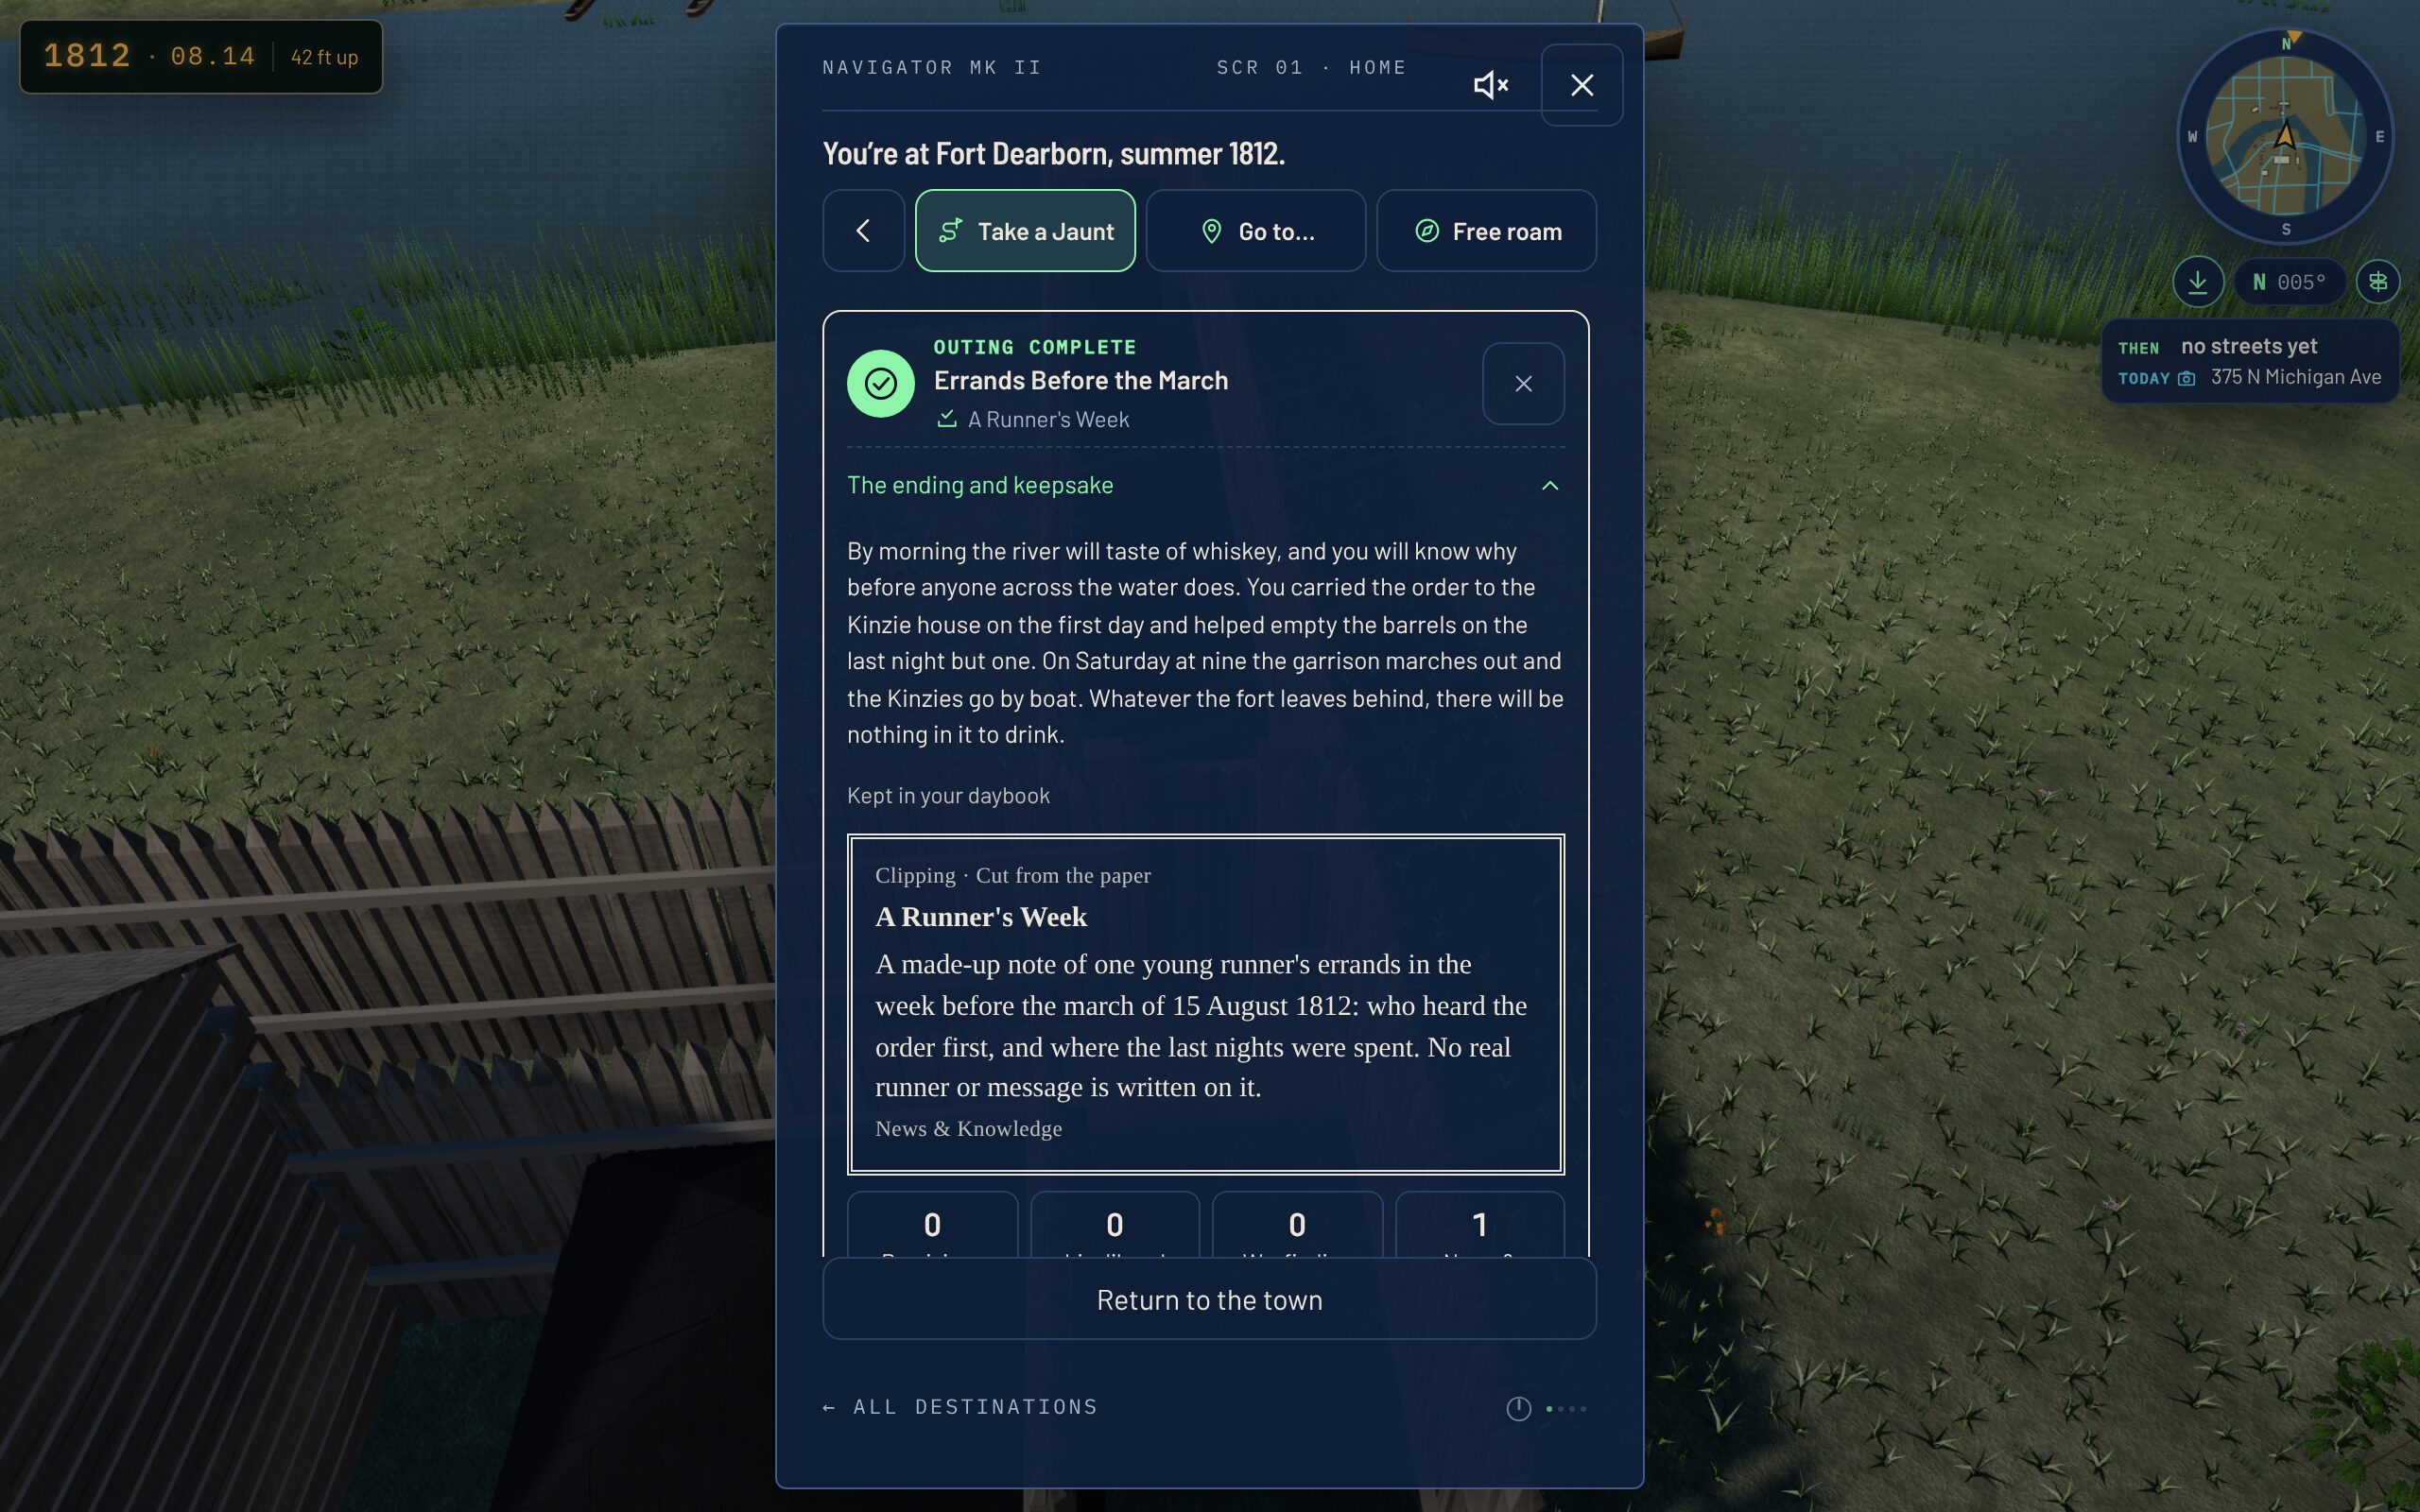 1812 · 08.14 42 ft up
NAVIGATOR MK II SCR 01 · HOME
You’re at Fort Dearborn, summer 1812.
Take a Jaunt Go to... Free roam
OUTING COMPLETE
Errands Before the March
A Runner's Week
The ending and keepsake
By morning the river will taste of whiskey, and you will know why
before anyone across the water does. You carried the order to the
Kinzie house on the first day and helped empty the barrels on the
last night but one. On Saturday at nine the garrison marches out and
the Kinzies go by boat. Whatever the fort leaves behind, there will be
nothing in it to drink.
Kept in your daybook
Clipping · Cut from the paper
A Runner's Week
A made-up note of one young runner's errands in the
week before the march of 15 August 1812: who heard the
order first, and where the last nights were spent. No real
runner or message is written on it.
News & Knowledge
0 0 0 1
Return to the town
← ALL DESTINATIONS
N
W E
S
N 005°
THEN no streets yet
TODAY 375 N Michigan Ave